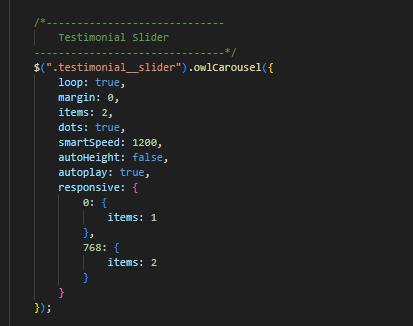 /*----------------------------
Testimonial Slider
------------------------------*/
$(".testimonial__slider").owlCarousel({
loop: true,
margin: 0,
items: 2,
dots: true,
smartSpeed: 1200,
autoHeight: false,
autoplay: true,
responsive: {
0: {
items: 1
},
768: {
items: 2
}
}
});